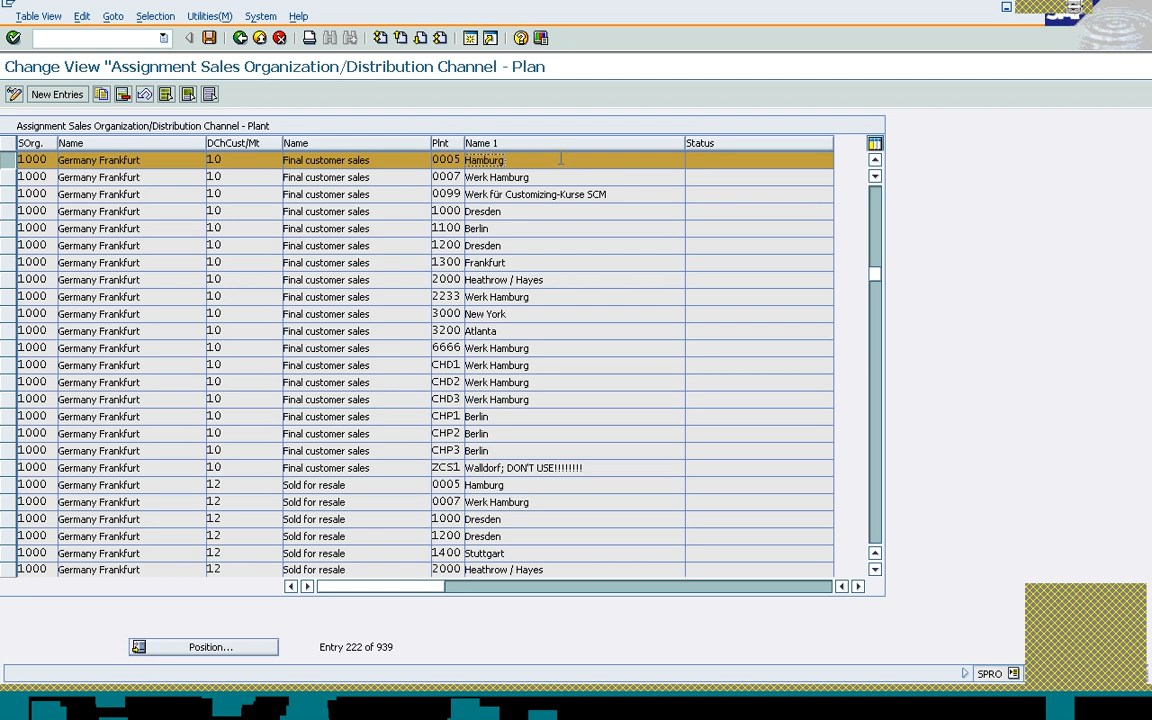 Table View Edit Goto Selection Utilities(M) System Help
Change View "Assignment Sales Organization/Distribution Channel - Plan
New Entries
Assignment Sales Organization/Distribution Channel - Plant
SOrg. Name DChCust/Mt Name Plnt Name 1 Status
1000 Germany Frankfurt 10 Final customer sales 0005 Hamburg
1000 Germany Frankfurt 10 Final customer sales 0007 Werk Hamburg
1000 Germany Frankfurt 10 Final customer sales 0099 Werk für Customizing-Kurse SCM
1000 Germany Frankfurt 10 Final customer sales 1000 Dresden
1000 Germany Frankfurt 10 Final customer sales 1100 Berlin
1000 Germany Frankfurt 10 Final customer sales 1200 Dresden
1000 Germany Frankfurt 10 Final customer sales 1300 Frankfurt
1000 Germany Frankfurt 10 Final customer sales 2000 Heathrow / Hayes
1000 Germany Frankfurt 10 Final customer sales 2233 Werk Hamburg
1000 Germany Frankfurt 10 Final customer sales 3000 New York
1000 Germany Frankfurt 10 Final customer sales 3200 Atlanta
1000 Germany Frankfurt 10 Final customer sales 6666 Werk Hamburg
1000 Germany Frankfurt 10 Final customer sales CHD1 Werk Hamburg
1000 Germany Frankfurt 10 Final customer sales CHD2 Werk Hamburg
1000 Germany Frankfurt 10 Final customer sales CHD3 Werk Hamburg
1000 Germany Frankfurt 10 Final customer sales CHP1 Berlin
1000 Germany Frankfurt 10 Final customer sales CHP2 Berlin
1000 Germany Frankfurt 10 Final customer sales CHP3 Berlin
1000 Germany Frankfurt 10 Final customer sales ZCS1 Walldorf; DON'T USE!!!!!!!!
1000 Germany Frankfurt 12 Sold for resale 0005 Hamburg
1000 Germany Frankfurt 12 Sold for resale 0007 Werk Hamburg
1000 Germany Frankfurt 12 Sold for resale 1000 Dresden
1000 Germany Frankfurt 12 Sold for resale 1200 Dresden
1000 Germany Frankfurt 12 Sold for resale 1400 Stuttgart
1000 Germany Frankfurt 12 Sold for resale 2000 Heathrow / Hayes
Position... Entry 222 of 939
SPRO